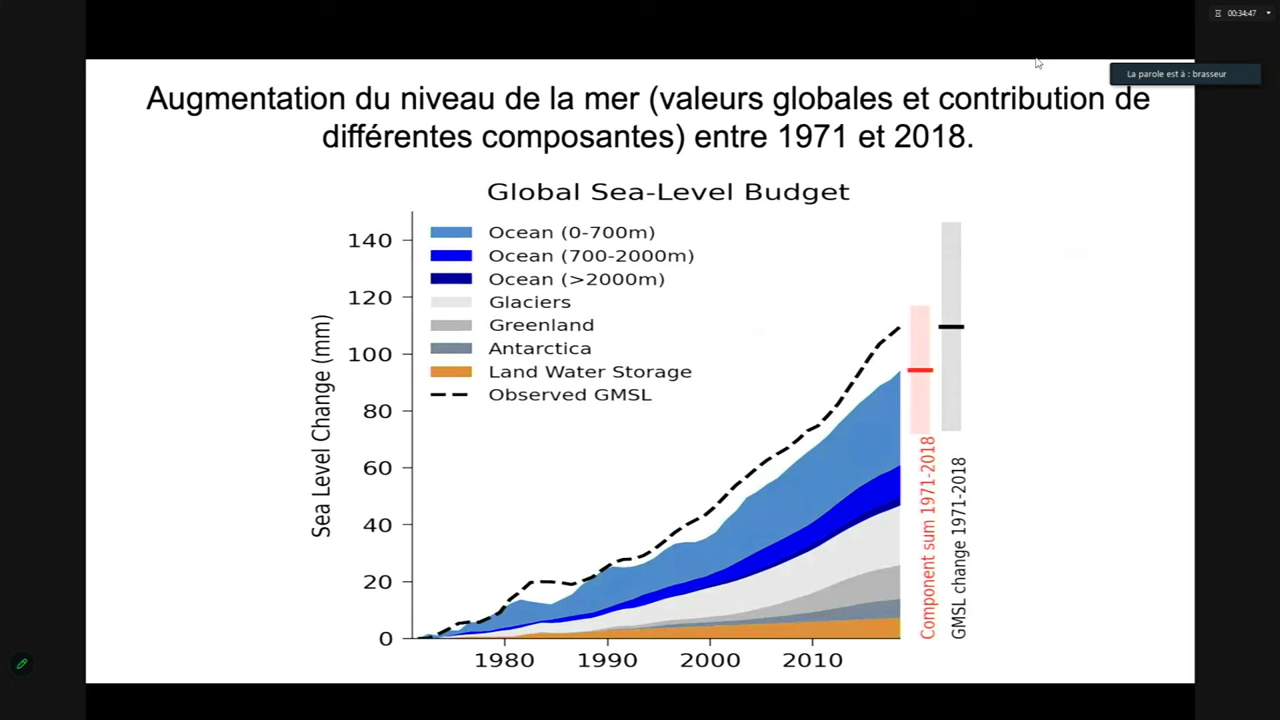 00:34:47
La parole est à : brasseur
Augmentation du niveau de la mer (valeurs globales et contribution de
différentes composantes) entre 1971 et 2018.
Global Sea-Level Budget
Sea Level Change (mm)
140
120
100
80
60
40
20
0
Ocean (0-700m)
Ocean (700-2000m)
Ocean (>2000m)
Glaciers
Greenland
Antarctica
Land Water Storage
Observed GMSL
1980 1990 2000 2010
Component sum 1971-2018
GMSL change 1971-2018